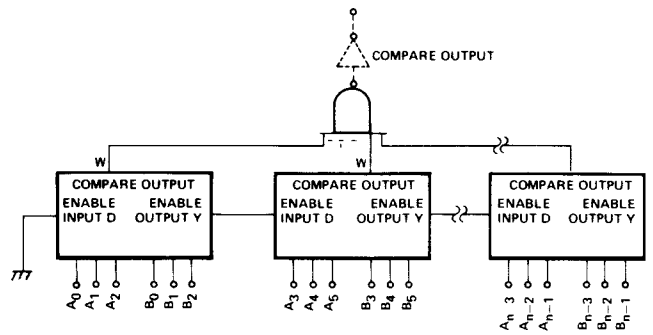 COMPARE OUTPUT
W
W
COMPARE OUTPUT
ENABLE ENABLE
INPUT D OUTPUT Y
COMPARE OUTPUT
ENABLE ENABLE
INPUT D OUTPUT Y
COMPARE OUTPUT
ENABLE ENABLE
INPUT D OUTPUT Y
A0 A1 A2 B0 B1 B2
A3 A4 A5 B3 B4 B5
An-3 An-2 An-1 Bn-3 Bn-2 Bn-1